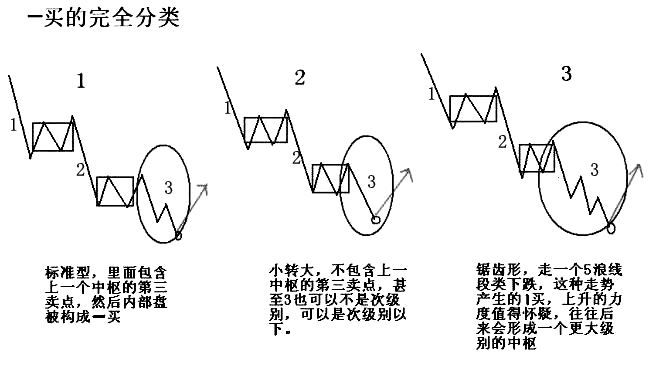 一买的完全分类
1
2
3
1
2
3
1
2
3
1
2
3
标准型，里面包含
上一个中枢的第三
卖点，然后内部盘
被构成一买
小转大，不包含上一
中枢的第三卖点，甚
至3也可以不是次级
别，可以是次级别以
下。
锯齿形，走一个5浪线
段类下跌，这种走势
产生的1买，上升的力
度值得怀疑，往往后
来会形成一个更大级
别的中枢